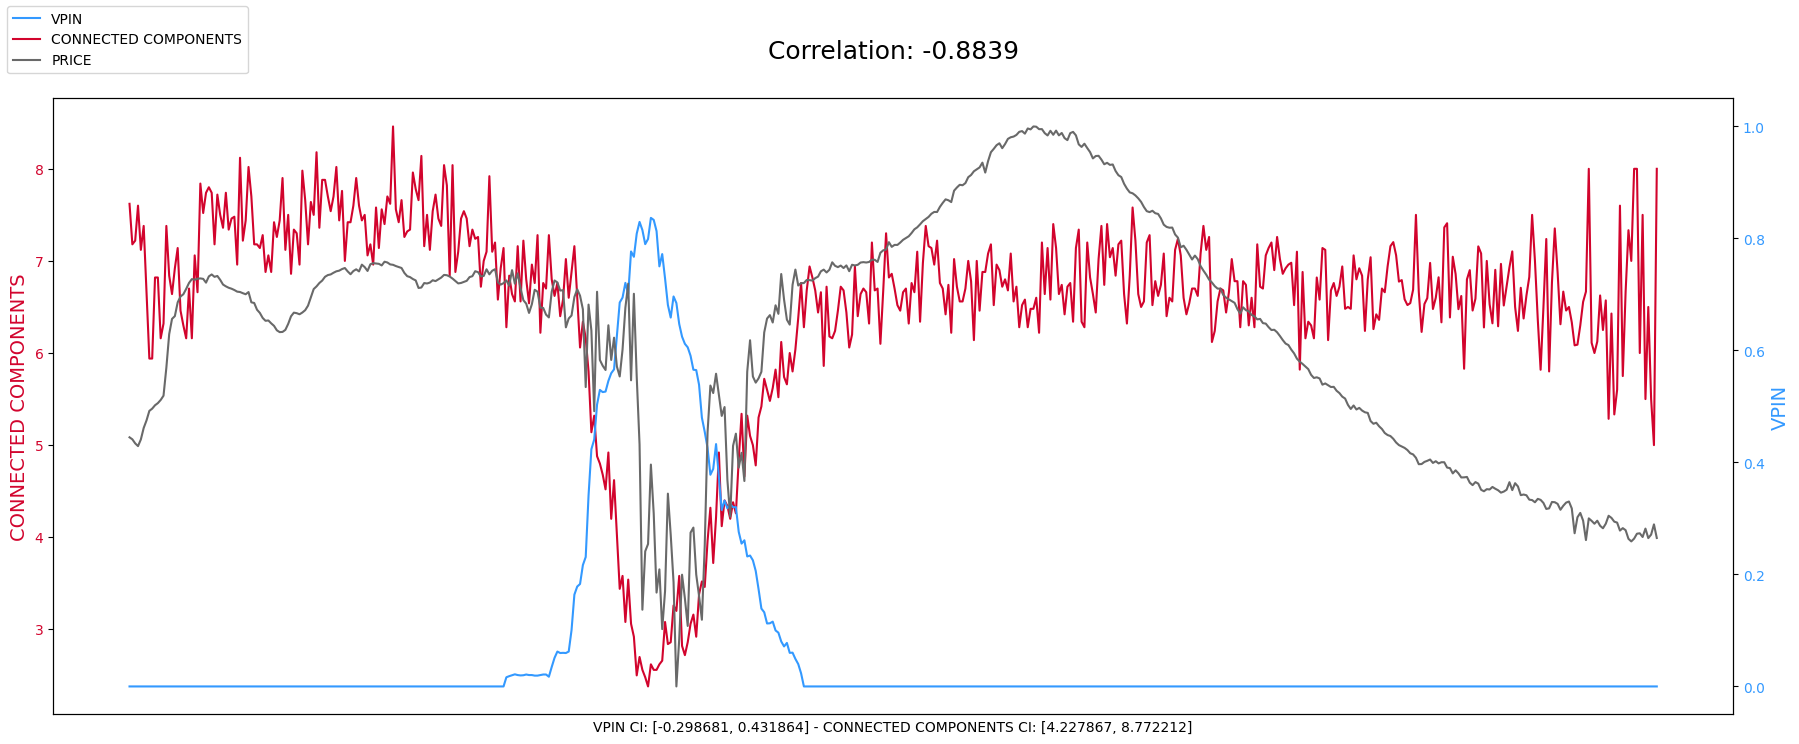 VPIN
CONNECTED COMPONENTS
PRICE
Correlation: -0.8839
CONNECTED COMPONENTS
8
7
6
5
4
3
1.0
0.8
0.6
0.4
0.2
0.0
VPIN
VPIN CI: [-0.298681, 0.431864] - CONNECTED COMPONENTS CI: [4.227867, 8.772212]